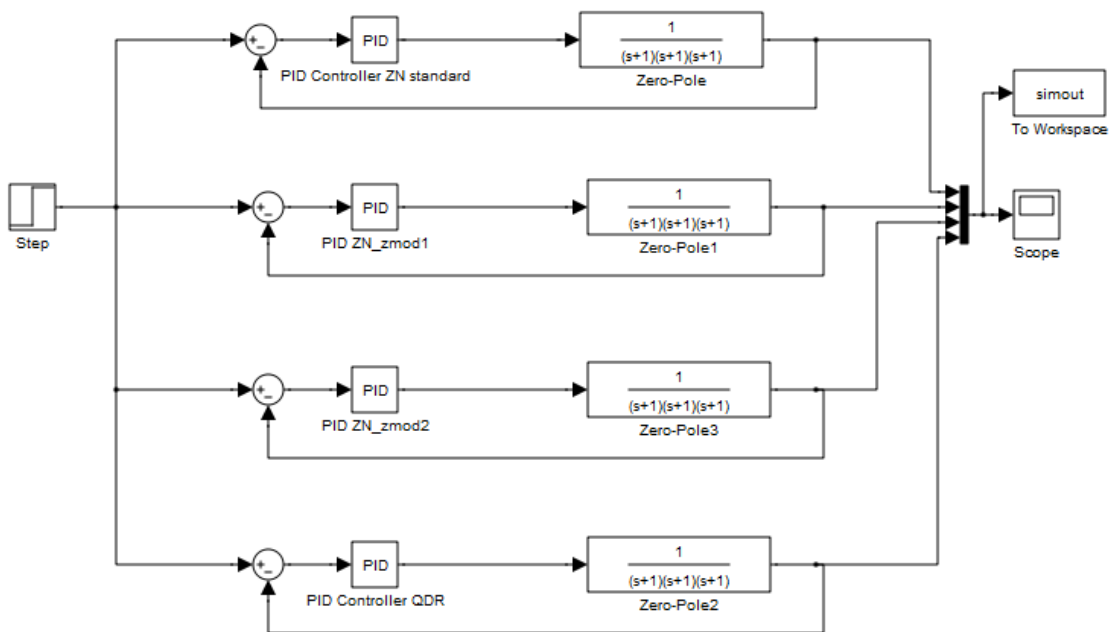 +
−
PID
PID Controller ZN standard
1
(s+1)(s+1)(s+1)
Zero-Pole
simout
To Workspace
Step
+
−
PID
PID ZN_zmod1
1
(s+1)(s+1)(s+1)
Zero-Pole1
Scope
+
−
PID
PID ZN_zmod2
1
(s+1)(s+1)(s+1)
Zero-Pole3
+
−
PID
PID Controller QDR
1
(s+1)(s+1)(s+1)
Zero-Pole2